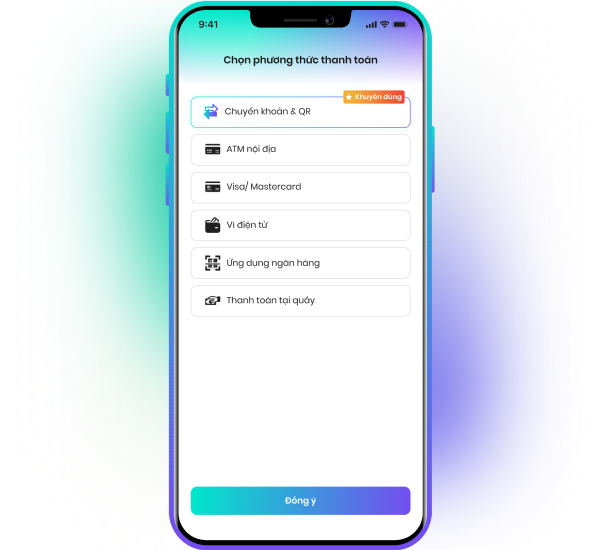 9:41
Chọn phương thức thanh toán
Khuyên dùng
Chuyển khoản & QR
ATM nội địa
Visa/ Mastercard
Ví điện tử
Ứng dụng ngân hàng
Thanh toán tại quầy
Đồng ý